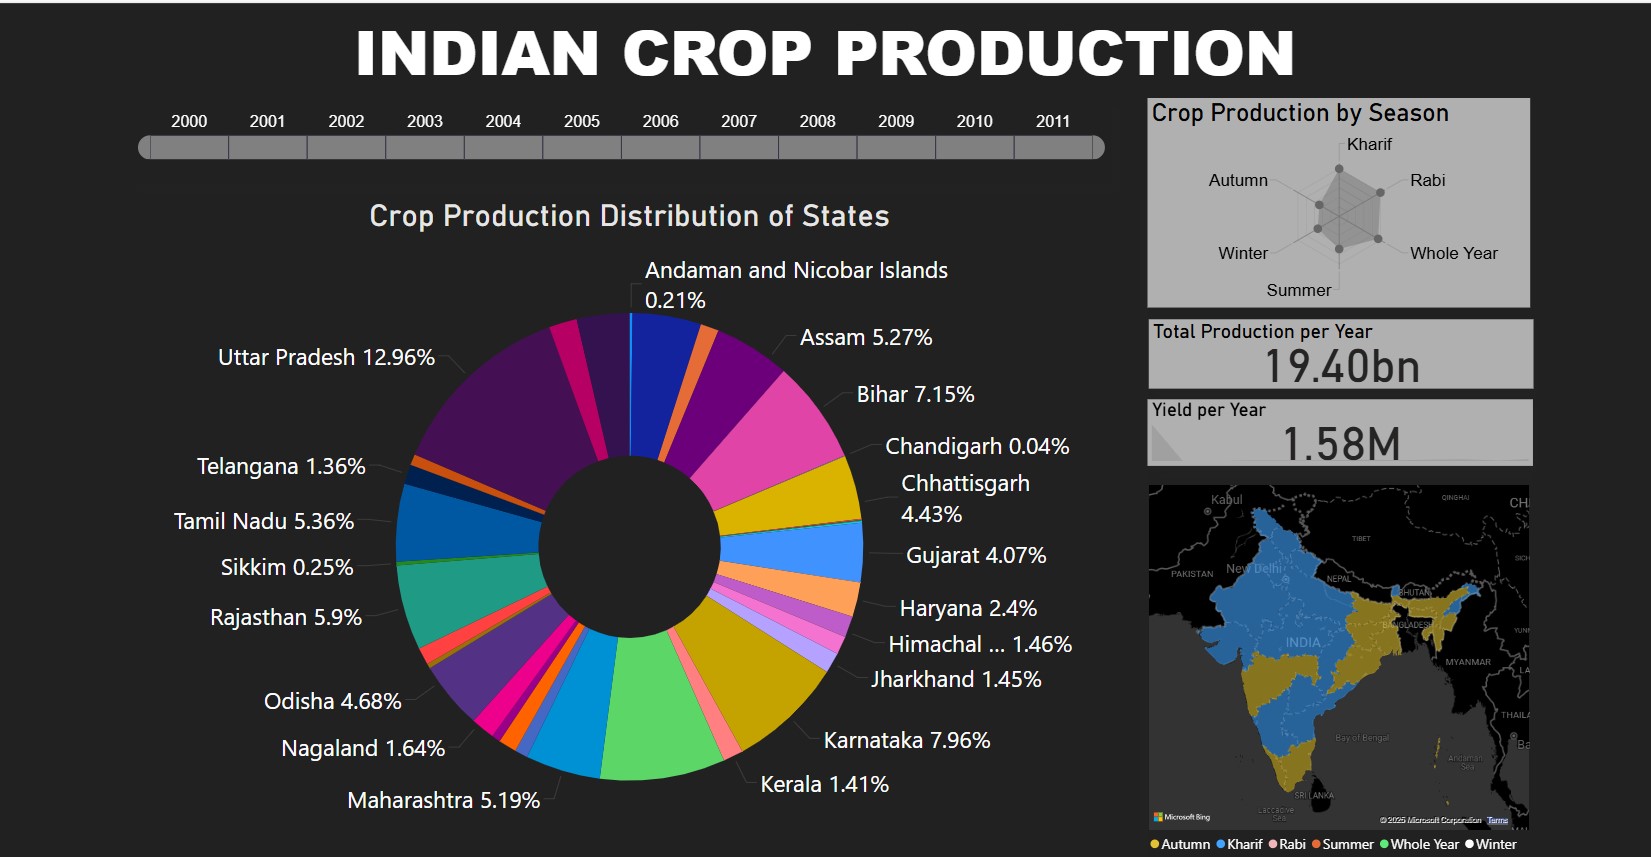 INDIAN CROP PRODUCTION
2000 2001 2002 2003 2004 2005 2006 2007 2008 2009 2010 2011
Crop Production Distribution of States
Andaman and Nicobar Islands
0.21%
Assam 5.27%
Bihar 7.15%
Chandigarh 0.04%
Chhattisgarh
4.43%
Gujarat 4.07%
Haryana 2.4%
Himachal ... 1.46%
Jharkhand 1.45%
Karnataka 7.96%
Kerala 1.41%
Maharashtra 5.19%
Nagaland 1.64%
Odisha 4.68%
Rajasthan 5.9%
Sikkim 0.25%
Tamil Nadu 5.36%
Telangana 1.36%
Uttar Pradesh 12.96%
Crop Production by Season
Kharif
Rabi
Whole Year
Summer
Winter
Autumn
Total Production per Year
19.40bn
Yield per Year
1.58M
Kabul
QINGHAI
CH
TIBET
SICH
PAKISTAN
New Delhi
NEPAL
BHUTAN
BANGLADESH
YUNN
INDIA
MYANMAR
LA
THAILA
Bay of Bengal
Ba
Andaman
Sea
SRI LANKA
Laccadive
Sea
Microsoft Bing
© 2025 Microsoft Corporation Terms
Autumn Kharif Rabi Summer Whole Year Winter